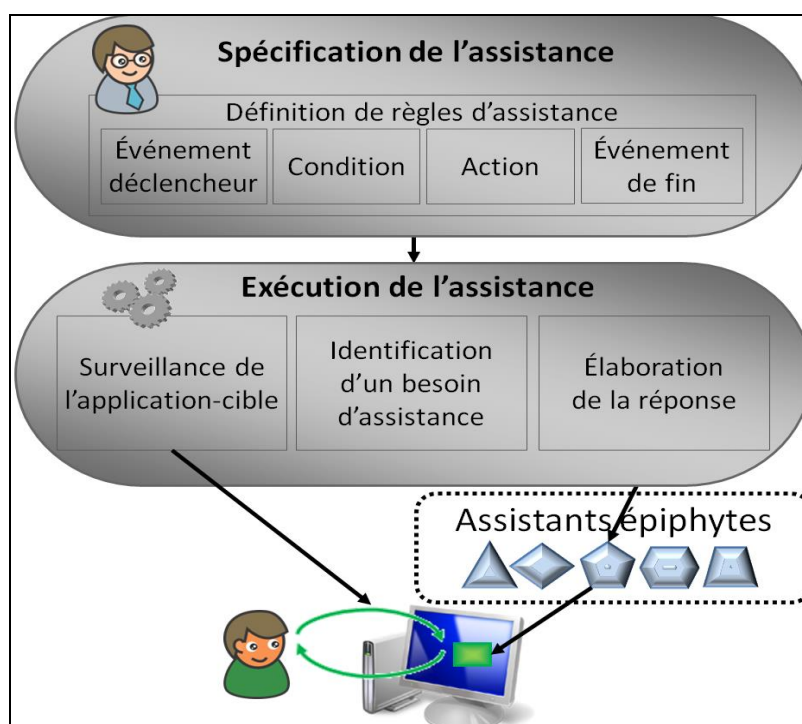 Spécification de l’assistance
Définition de règles d’assistance
Événement
déclencheur
Condition
Action
Événement
de fin
Exécution de l’assistance
Surveillance de
l’application-cible
Identification
d’un besoin
d’assistance
Élaboration
de la réponse
Assistants épiphytes